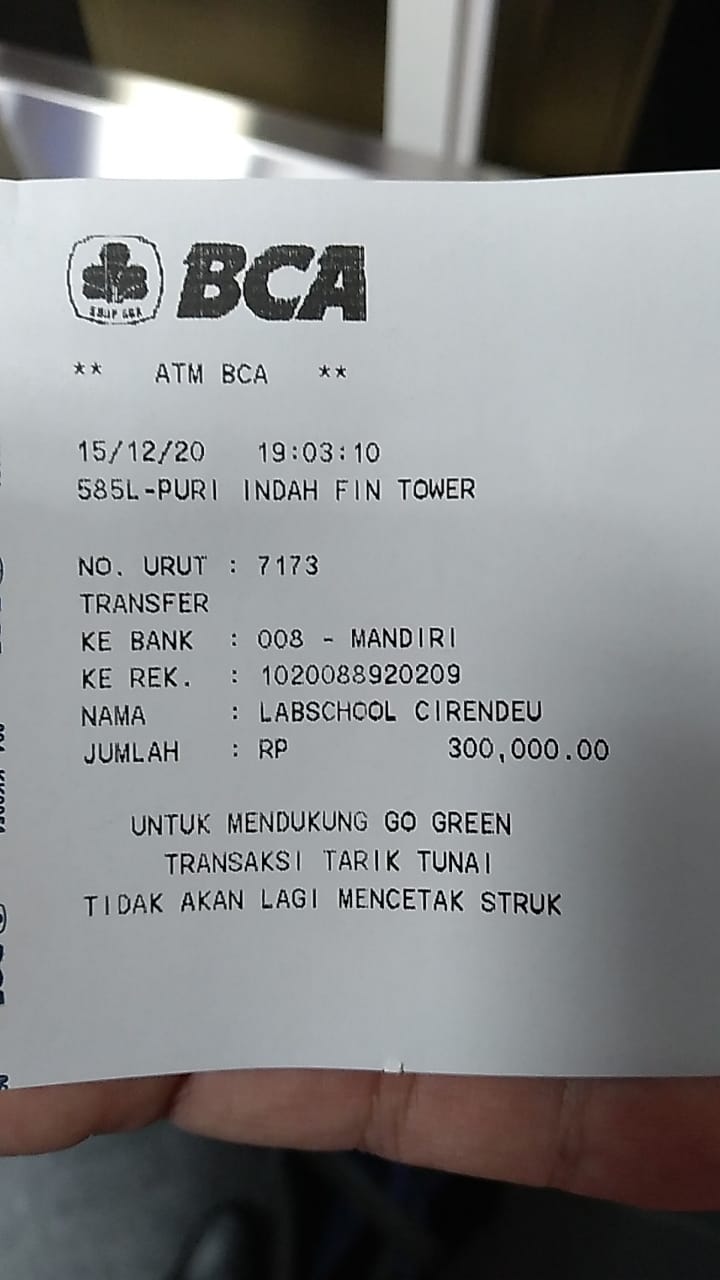 BCA
** ATM BCA **
15/12/20 19:03:10
585L-PURI INDAH FIN TOWER
NO. URUT : 7173
TRANSFER
KE BANK : 008 - MANDIRI
KE REK. : 1020088920209
NAMA : LABSCHOOL CIRENDEU
JUMLAH : RP 300,000.00
UNTUK MENDUKUNG GO GREEN
TRANSAKSI TARIK TUNAI
TIDAK AKAN LAGI MENCETAK STRUK